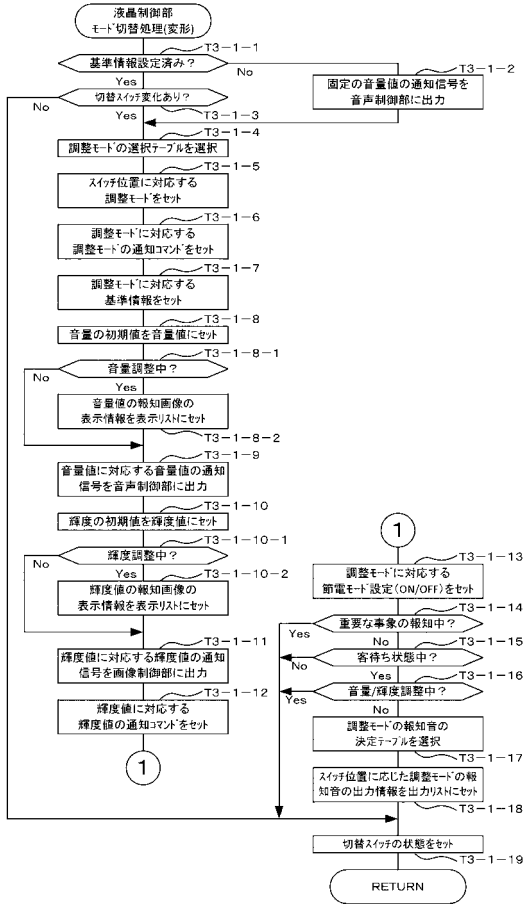 液晶制御部
モード切替処理(変形)
T3-1-1
基準情報設定済み?
No
T3-1-2
固定の音量値の通知信号を
音声制御部に出力
Yes
No
切替スイッチ変化あり?
Yes
T3-1-3
T3-1-4
調整モードの選択テーブルを選択
T3-1-5
スイッチ位置に対応する
調整モードをセット
T3-1-6
調整モードに対応する
調整モードの通知コマンドをセット
T3-1-7
調整モードに対応する
基準情報をセット
T3-1-8
音量の初期値を音量値にセット
T3-1-8-1
音量調整中?
No
Yes
音量値の報知画像の
表示情報を表示リストにセット
T3-1-8-2
T3-1-9
音量値に対応する音量値の通知
信号を音声制御部に出力
T3-1-10
輝度の初期値を輝度値にセット
T3-1-10-1
輝度調整中?
No
Yes
T3-1-10-2
輝度値の報知画像の
表示情報を表示リストにセット
T3-1-11
輝度値に対応する輝度値の通知
信号を画像制御部に出力
T3-1-12
輝度値に対応する
輝度値の通知コマンドをセット
1
1
T3-1-13
調整モードに対応する
節電モード設定(ON/OFF)をセット
T3-1-14
重要な事象の報知中?
Yes
No
T3-1-15
客待ち状態中?
No
Yes
T3-1-16
音量/輝度調整中?
Yes
No
調整モードの報知音の
決定テーブルを選択
T3-1-17
スイッチ位置に応じた調整モードの報
知音の出力情報を出力リストにセット
T3-1-18
切替スイッチの状態をセット
T3-1-19
RETURN